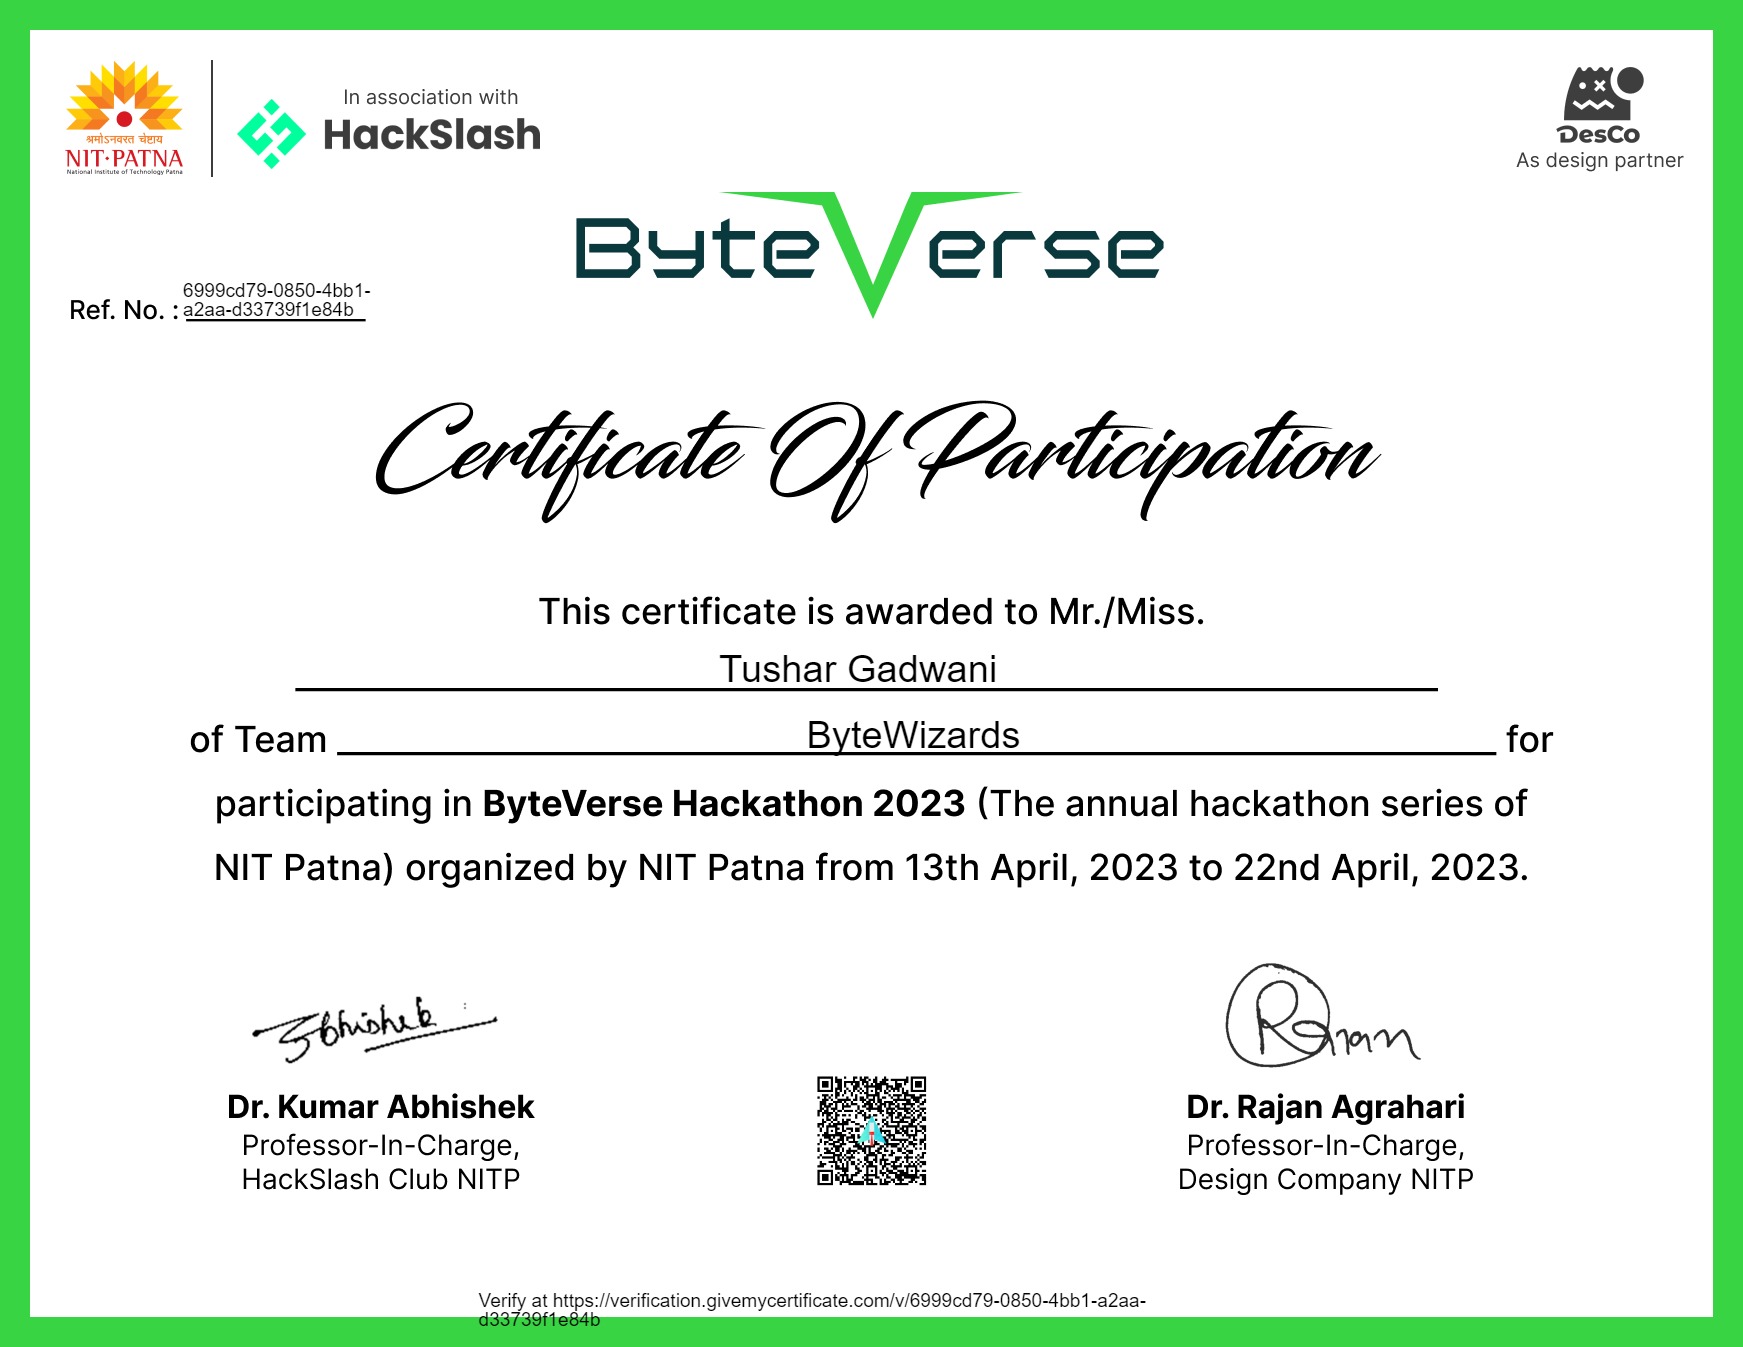 श्रमोऽनवरत चेष्टाय
NIT·PATNA
National Institute of Technology Patna
In association with
HackSlash
DesCo
As design partner
ByteVerse
Ref. No. : 6999cd79-0850-4bb1-
a2aa-d33739f1e84b
Certificate Of Participation
This certificate is awarded to Mr./Miss.
Tushar Gadwani
of Team ByteWizards for
participating in ByteVerse Hackathon 2023 (The annual hackathon series of
NIT Patna) organized by NIT Patna from 13th April, 2023 to 22nd April, 2023.
Abhishek
Rajan
Dr. Kumar Abhishek
Professor-In-Charge,
HackSlash Club NITP
Dr. Rajan Agrahari
Professor-In-Charge,
Design Company NITP
Verify at https://verification.givemycertificate.com/v/6999cd79-0850-4bb1-a2aa-
d33739f1e84b